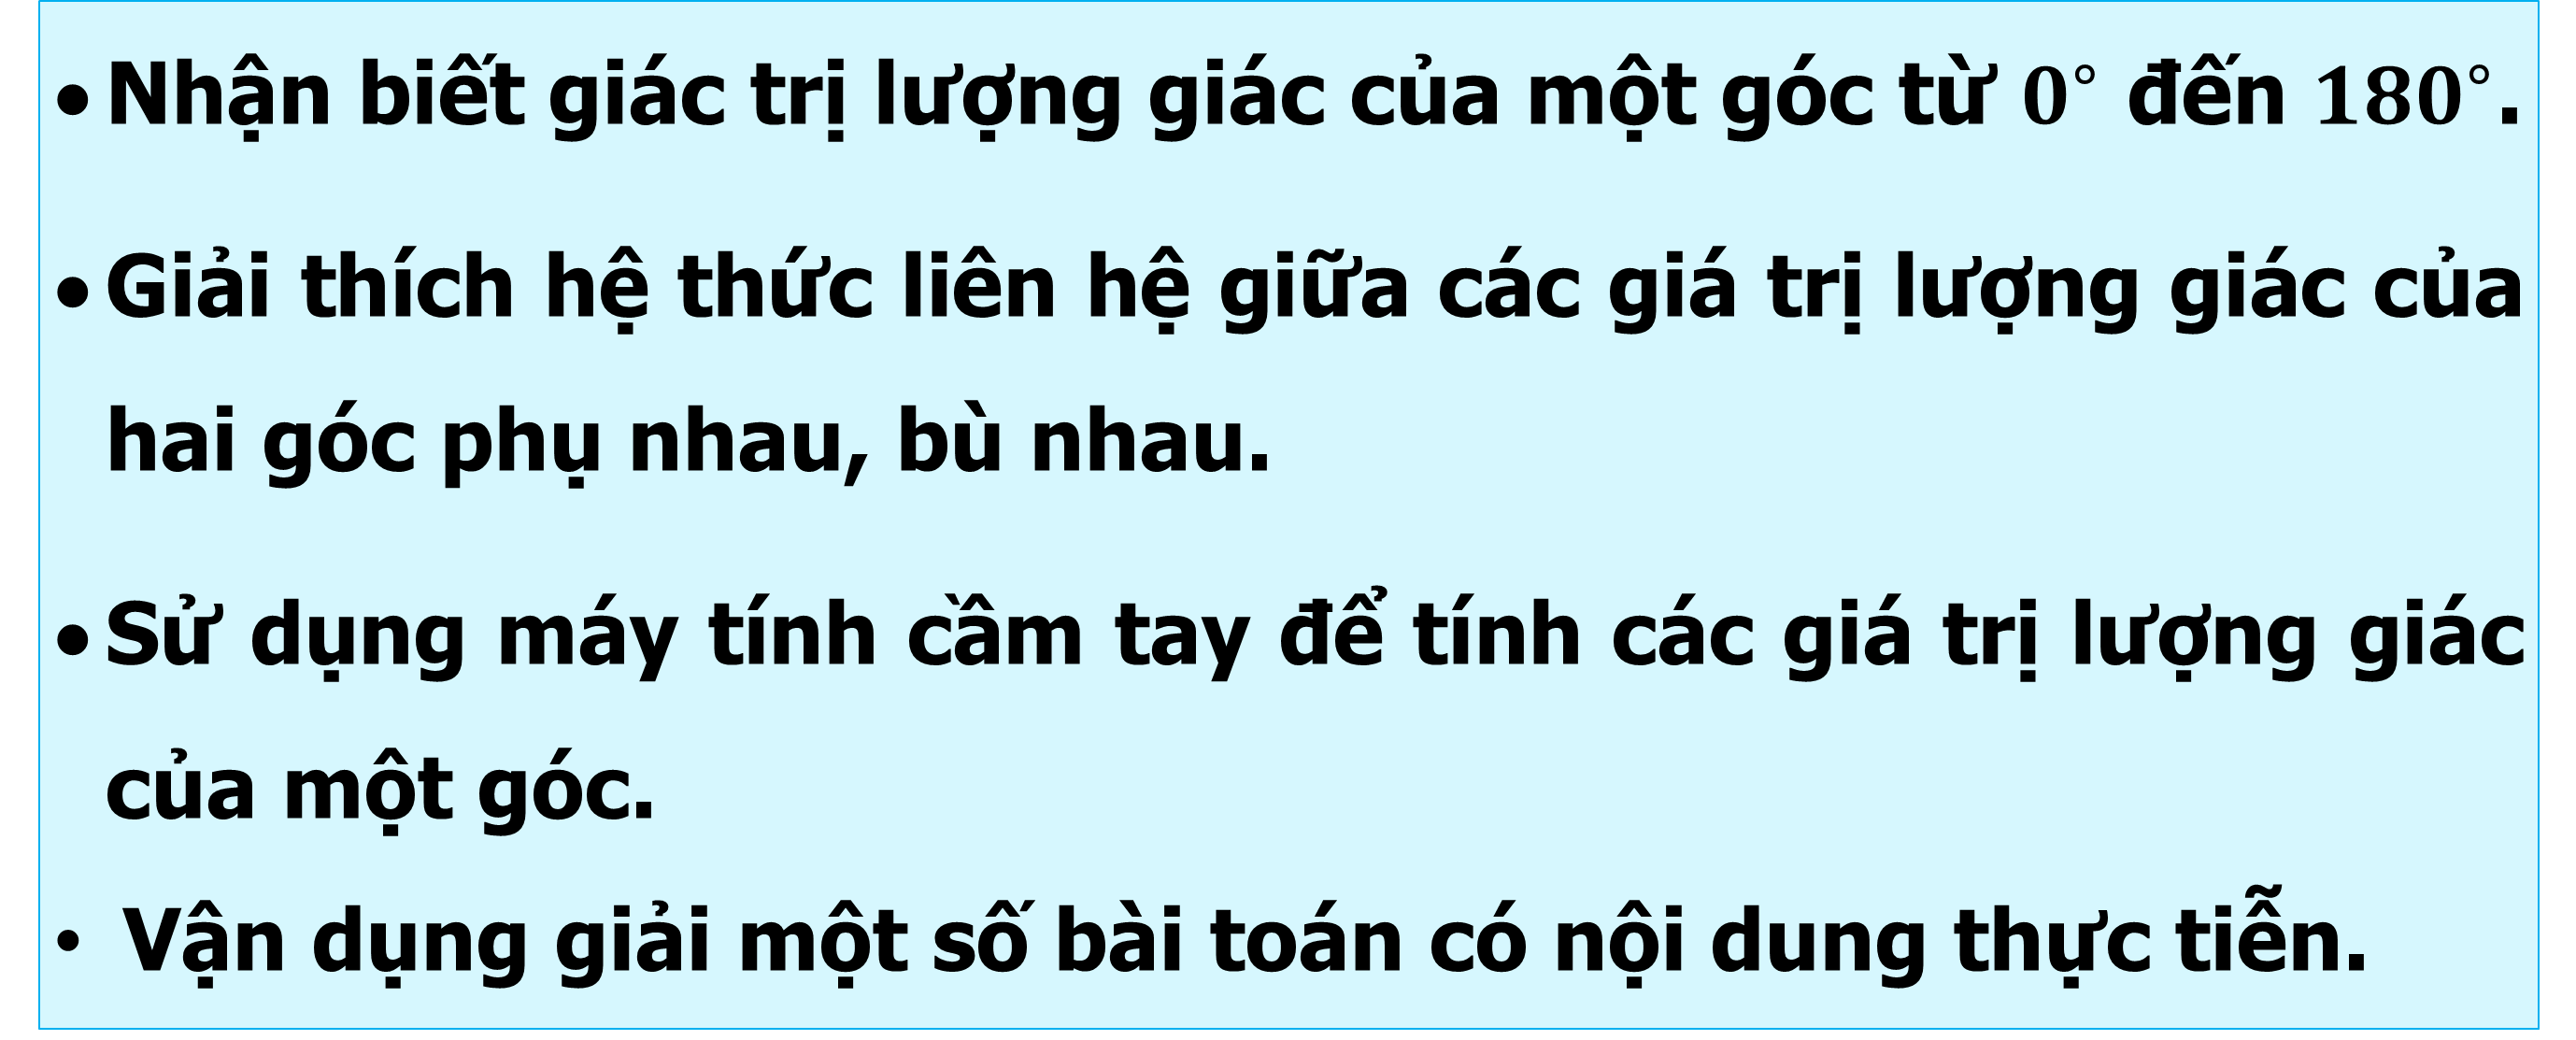 • Nhận biết giác trị lượng giác của một góc từ 0° đến 180°.
• Giải thích hệ thức liên hệ giữa các giá trị lượng giác của
hai góc phụ nhau, bù nhau.
• Sử dụng máy tính cầm tay để tính các giá trị lượng giác
của một góc.
• Vận dụng giải một số bài toán có nội dung thực tiễn.